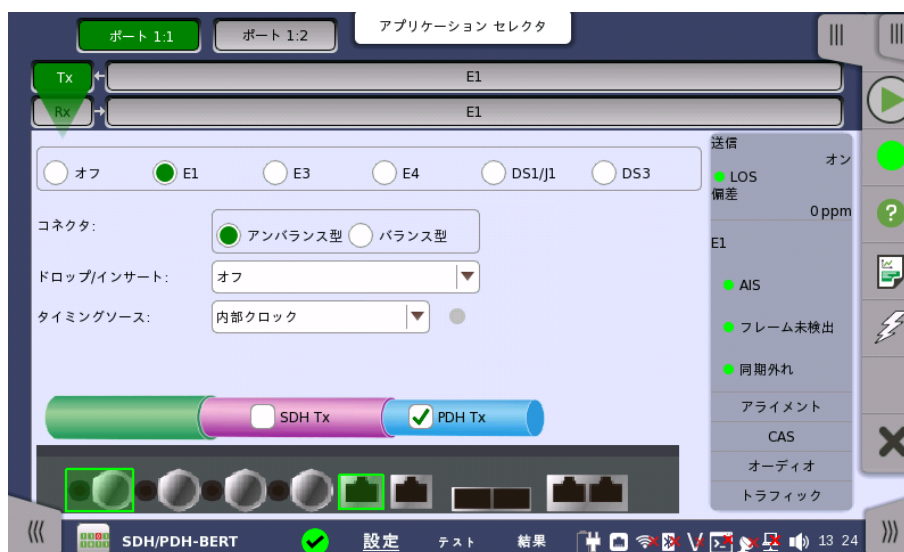 ポート 1:1 ポート 1:2 アプリケーション セレクタ
Tx E1
Rx E1
オフ E1 E3 E4 DS1/J1 DS3
コネクタ: アンバランス型 バランス型
ドロップ/インサート: オフ
タイミングソース: 内部クロック
SDH Tx PDH Tx
送信
オン
LOS
偏差
0 ppm
E1
AIS
フレーム未検出
同期外れ
アライメント
CAS
オーディオ
トラフィック
SDH/PDH-BERT 設定 テスト 結果 13 24